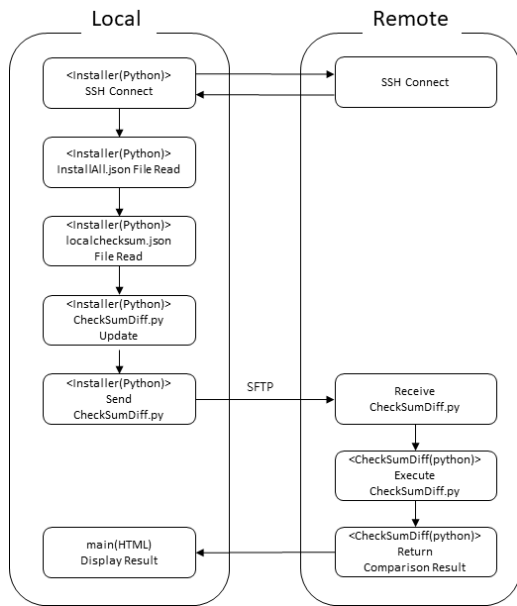 Local
Remote
<Installer(Python)>
SSH Connect
SSH Connect
<Installer(Python)>
InstallAll.json File Read
<Installer(Python)>
localchecksum.json
File Read
<Installer(Python)>
CheckSumDiff.py
Update
<Installer(Python)>
Send
CheckSumDiff.py
SFTP
Receive
CheckSumDiff.py
<CheckSumDiff(python)>
Execute
CheckSumDiff.py
main(HTML)
Display Result
<CheckSumDiff(python)>
Return
Comparison Result